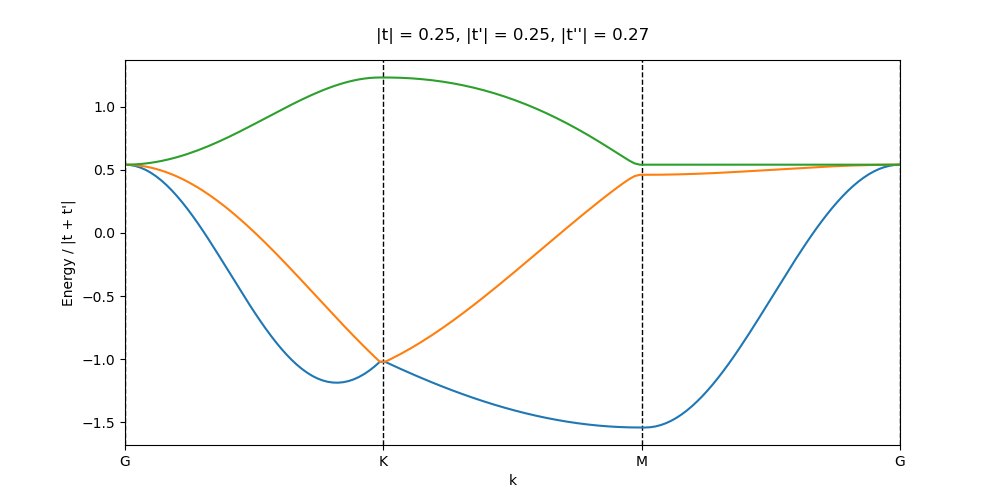 |t| = 0.25, |t'| = 0.25, |t''| = 0.27
1.0
0.5
0.0
−0.5
−1.0
−1.5
Energy / |t + t'|
G K M G
k